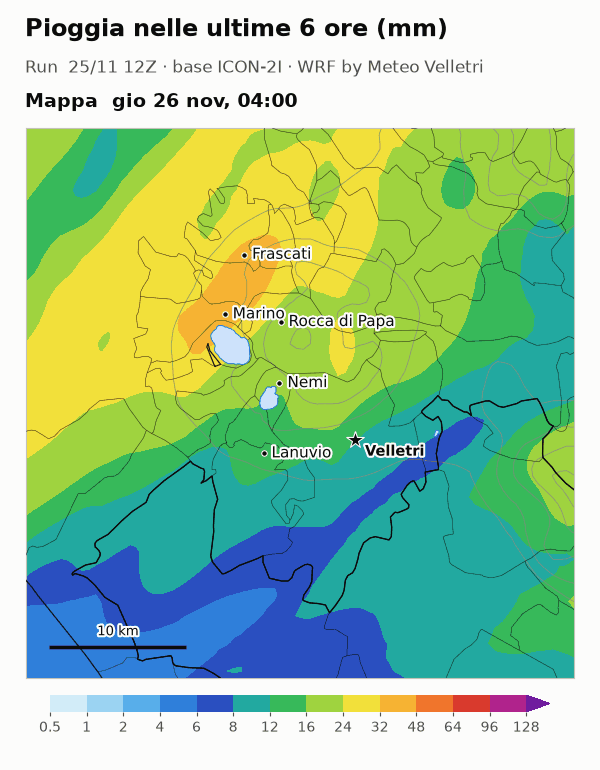 Pioggia nelle ultime 6 ore (mm)
Run  25/11 12Z · base ICON-2I · WRF by Meteo Velletri
Mappa  gio 26 nov, 04:00
Frascati
Marino
Rocca di Papa
Nemi
Velletri
Lanuvio
10 km
0.5 1 2 4 6 8 12 16 24 32 48 64 96 128